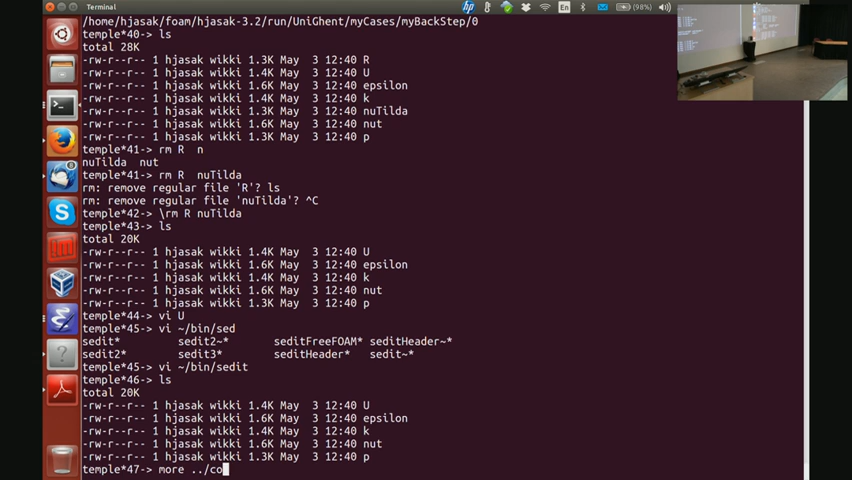 Terminal
En
(98%)
/home/hjasak/foam/hjasak-3.2/run/UniGhent/myCases/myBackStep/0
temple*40-> ls
total 28K
-rw-r--r-- 1 hjasak wikki 1.3K May  3 12:40 R
-rw-r--r-- 1 hjasak wikki 1.4K May  3 12:40 U
-rw-r--r-- 1 hjasak wikki 1.6K May  3 12:40 epsilon
-rw-r--r-- 1 hjasak wikki 1.6K May  3 12:40 k
-rw-r--r-- 1 hjasak wikki 1.3K May  3 12:40 nuTilda
-rw-r--r-- 1 hjasak wikki 1.6K May  3 12:40 nut
-rw-r--r-- 1 hjasak wikki 1.3K May  3 12:40 p
temple*41-> rm R  n
nuTilda  nut
temple*41-> rm R  nuTilda
rm: remove regular file 'R'? ls
rm: remove regular file 'nuTilda'? ^C
temple*42-> \rm R nuTilda
temple*43-> ls
total 20K
-rw-r--r-- 1 hjasak wikki 1.4K May  3 12:40 U
-rw-r--r-- 1 hjasak wikki 1.6K May  3 12:40 epsilon
-rw-r--r-- 1 hjasak wikki 1.6K May  3 12:40 k
-rw-r--r-- 1 hjasak wikki 1.6K May  3 12:40 nut
-rw-r--r-- 1 hjasak wikki 1.3K May  3 12:40 p
temple*44-> vi U
temple*45-> vi ~/bin/sed
sedit*         sedit2~*       seditFreeFOAM* seditHeader~*
sedit2*        sedit3*        seditHeader*   sedit~*
temple*45-> vi ~/bin/sedit
temple*46-> ls
total 20K
-rw-r--r-- 1 hjasak wikki 1.4K May  3 12:40 U
-rw-r--r-- 1 hjasak wikki 1.6K May  3 12:40 epsilon
-rw-r--r-- 1 hjasak wikki 1.6K May  3 12:40 k
-rw-r--r-- 1 hjasak wikki 1.6K May  3 12:40 nut
-rw-r--r-- 1 hjasak wikki 1.3K May  3 12:40 p
temple*47-> more ../co